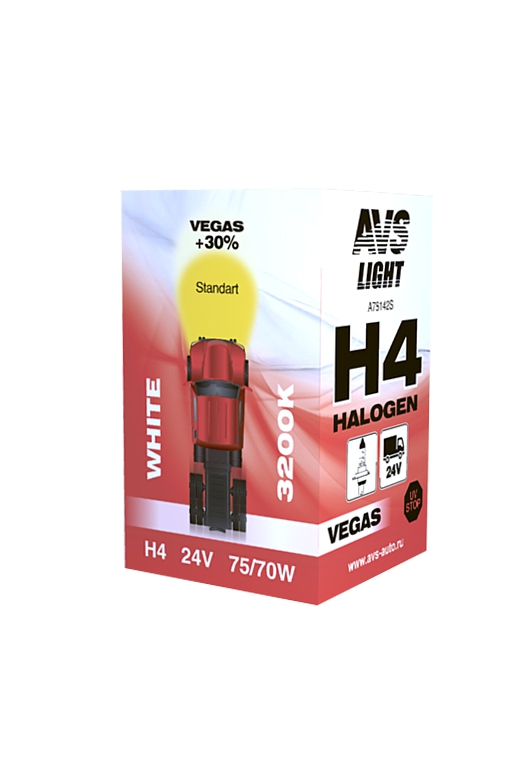 VEGAS
+30%
Standart
WHITE
3200K
H4 24V 75/70W
AVS
LIGHT
A75142S
H4
HALOGEN
24V
UV
STOP
VEGAS
www.avs-auto.ru